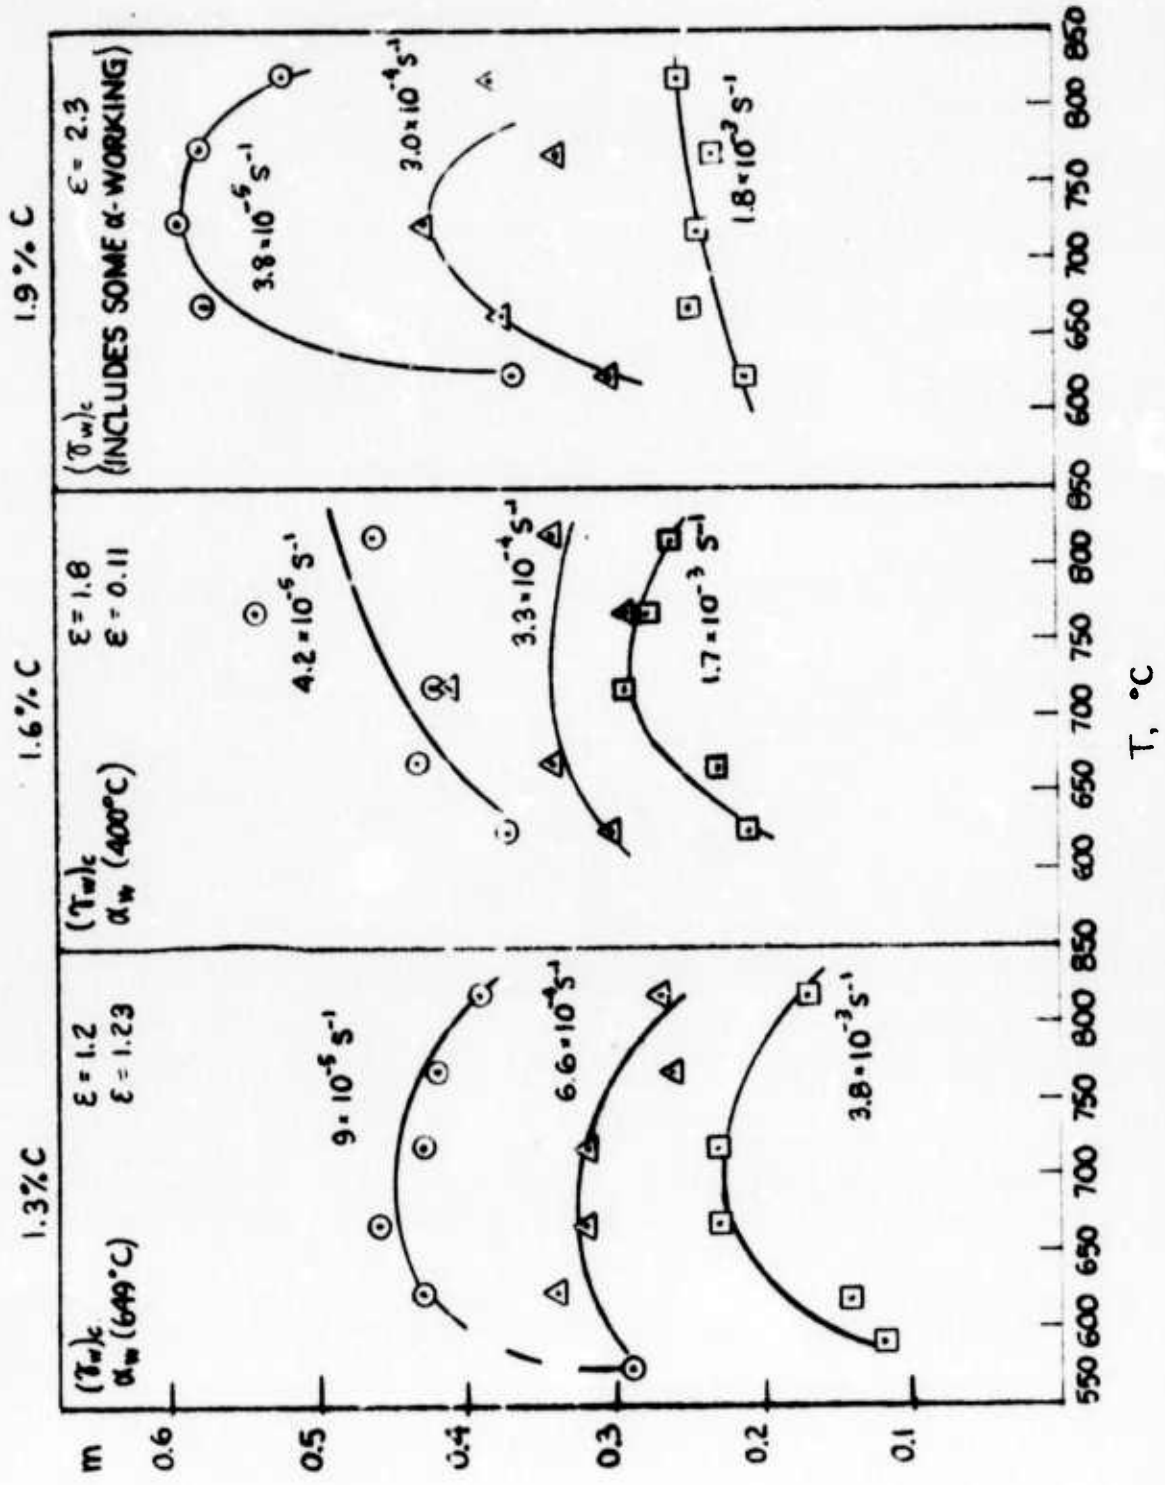 1.3% C
1.6% C
1.9% C
(γw)c ε = 1.2
αw (649°C) ε = 1.23
9 × 10⁻⁵ S⁻¹
6.6 × 10⁻⁴ S⁻¹
3.8 × 10⁻³ S⁻¹
(γw)c ε = 1.8
αw (400°C) ε = 0.11
4.2 × 10⁻⁵ S⁻¹
3.3 × 10⁻⁴ S⁻¹
1.7 × 10⁻³ S⁻¹
(γw)c ε = 2.3
(INCLUDES SOME α-WORKING)
3.8 × 10⁻⁵ S⁻¹
3.0 × 10⁻⁴ S⁻¹
1.8 × 10⁻³ S⁻¹
m
0.6
0.5
0.4
0.3
0.2
0.1
550 600 650 700 750 800 850 600 650 700 750 800 850 600 650 700 750 800 850
T, °C